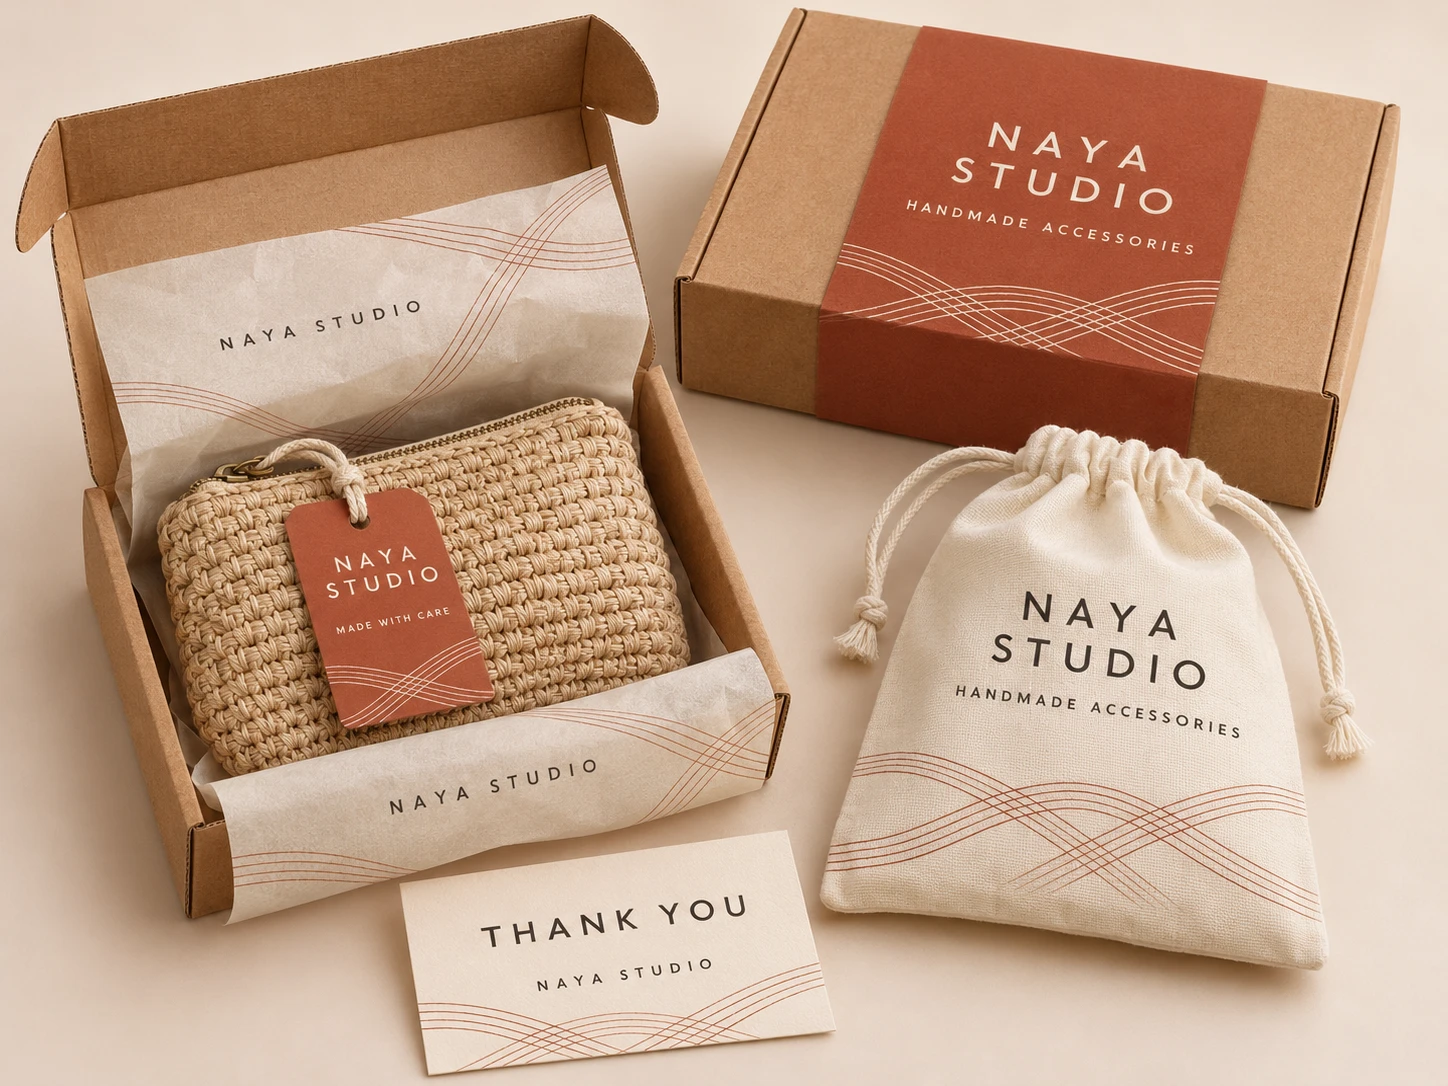 NAYA
STUDIO
HANDMADE ACCESSORIES
NAYA STUDIO
NAYA
STUDIO
MADE WITH CARE
NAYA STUDIO
NAYA
STUDIO
HANDMADE ACCESSORIES
THANK YOU
NAYA STUDIO